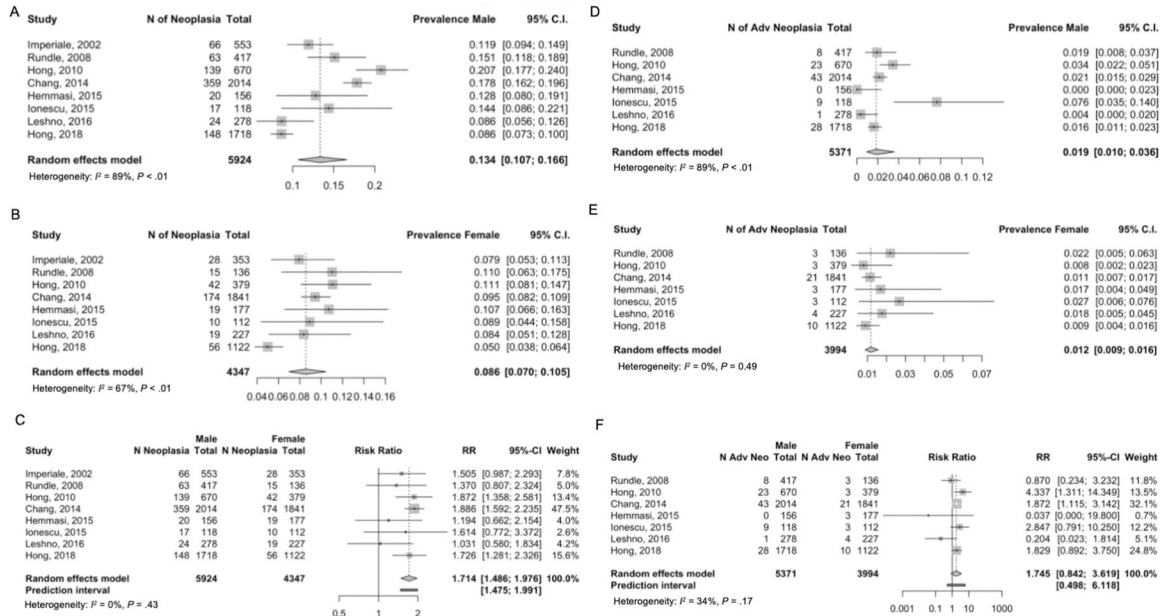 A
Study N of Neoplasia Total Prevalence Male 95% C.I.
Imperiale, 2002 66 553 0.119 [0.094; 0.149]
Rundle, 2008 63 417 0.151 [0.118; 0.189]
Hong, 2010 139 670 0.207 [0.177; 0.240]
Chang, 2014 359 2014 0.178 [0.162; 0.196]
Hemmasi, 2015 20 156 0.128 [0.080; 0.191]
Ionescu, 2015 17 118 0.144 [0.086; 0.221]
Leshno, 2016 24 278 0.086 [0.056; 0.126]
Hong, 2018 148 1718 0.086 [0.073; 0.100]
Random effects model 5924 0.134 [0.107; 0.166]
Heterogeneity: I² = 89%, P < .01
0.1 0.15 0.2
B
Study N of Neoplasia Total Prevalence Female 95% C.I.
Imperiale, 2002 28 353 0.079 [0.053; 0.113]
Rundle, 2008 15 136 0.110 [0.063; 0.175]
Hong, 2010 42 379 0.111 [0.081; 0.147]
Chang, 2014 174 1841 0.095 [0.082; 0.109]
Hemmasi, 2015 19 177 0.107 [0.066; 0.163]
Ionescu, 2015 10 112 0.089 [0.044; 0.158]
Leshno, 2016 19 227 0.084 [0.051; 0.128]
Hong, 2018 56 1122 0.050 [0.038; 0.064]
Random effects model 4347 0.086 [0.070; 0.105]
Heterogeneity: I² = 67%, P < .01
0.04 0.06 0.08 0.1 0.12 0.14 0.16
C
Male Female
Study N Neoplasia Total N Neoplasia Total Risk Ratio RR 95%-CI Weight
Imperiale, 2002 66 553 28 353 1.505 [0.987; 2.293] 7.8%
Rundle, 2008 63 417 15 136 1.370 [0.807; 2.324] 5.0%
Hong, 2010 139 670 42 379 1.872 [1.358; 2.581] 13.4%
Chang, 2014 359 2014 174 1841 1.886 [1.592; 2.235] 47.5%
Hemmasi, 2015 20 156 19 177 1.194 [0.662; 2.154] 4.0%
Ionescu, 2015 17 118 10 112 1.614 [0.772; 3.372] 2.5%
Leshno, 2016 24 278 19 227 1.031 [0.580; 1.834] 4.2%
Hong, 2018 148 1718 56 1122 1.726 [1.281; 2.326] 15.6%
Random effects model 5924 4347 1.714 [1.486; 1.976] 100.0%
Prediction interval [1.475; 1.991]
Heterogeneity: I² = 0%, P = .43
0.5 1 2
D
Study N of Adv Neoplasia Total Prevalence Male 95% C.I.
Rundle, 2008 8 417 0.019 [0.008; 0.037]
Hong, 2010 23 670 0.034 [0.022; 0.051]
Chang, 2014 43 2014 0.021 [0.015; 0.029]
Hemmasi, 2015 0 156 0.000 [0.000; 0.023]
Ionescu, 2015 9 118 0.076 [0.035; 0.140]
Leshno, 2016 1 278 0.004 [0.000; 0.020]
Hong, 2018 28 1718 0.016 [0.011; 0.023]
Random effects model 5371 0.019 [0.010; 0.036]
Heterogeneity: I² = 89%, P < .01
0 0.02 0.04 0.06 0.08 0.1 0.12
E
Study N of Adv Neoplasia Total Prevalence Female 95% C.I.
Rundle, 2008 3 136 0.022 [0.005; 0.063]
Hong, 2010 3 379 0.008 [0.002; 0.023]
Chang, 2014 21 1841 0.011 [0.007; 0.017]
Hemmasi, 2015 3 177 0.017 [0.004; 0.049]
Ionescu, 2015 3 112 0.027 [0.006; 0.076]
Leshno, 2016 4 227 0.018 [0.005; 0.045]
Hong, 2018 10 1122 0.009 [0.004; 0.016]
Random effects model 3994 0.012 [0.009; 0.016]
Heterogeneity: I² = 0%, P = 0.49
0.01 0.03 0.05 0.07
F
Male Female
Study N Adv Neo Total N Adv Neo Total Risk Ratio RR 95%-CI Weight
Rundle, 2008 8 417 3 136 0.870 [0.234; 3.232] 11.8%
Hong, 2010 23 670 3 379 4.337 [1.311; 14.349] 13.7%
Chang, 2014 43 2014 21 1841 1.872 [1.115; 3.142] 32.1%
Hemmasi, 2015 0 156 3 177 0.037 [0.000; 19.800] 0.7%
Ionescu, 2015 9 118 3 112 2.847 [0.791; 10.250] 12.3%
Leshno, 2016 1 278 4 227 0.204 [0.023; 1.814] 5.1%
Hong, 2018 28 1718 10 1122 1.829 [0.892; 3.750] 24.8%
Random effects model 5371 3994 1.745 [0.842; 3.619] 100.0%
Prediction interval [0.498; 6.118]
Heterogeneity: I² = 34%, P = .17
0.001 0.1 1 10